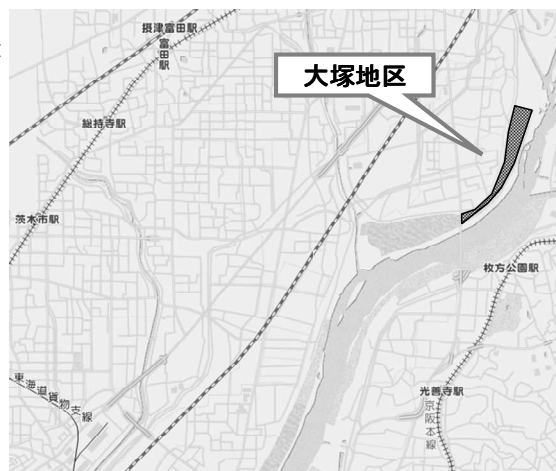 摂津富田駅
富田駅
大塚地区
総持寺駅
茨木市駅
枚方公園駅
東海道貨物支線
光善寺駅
京阪本線